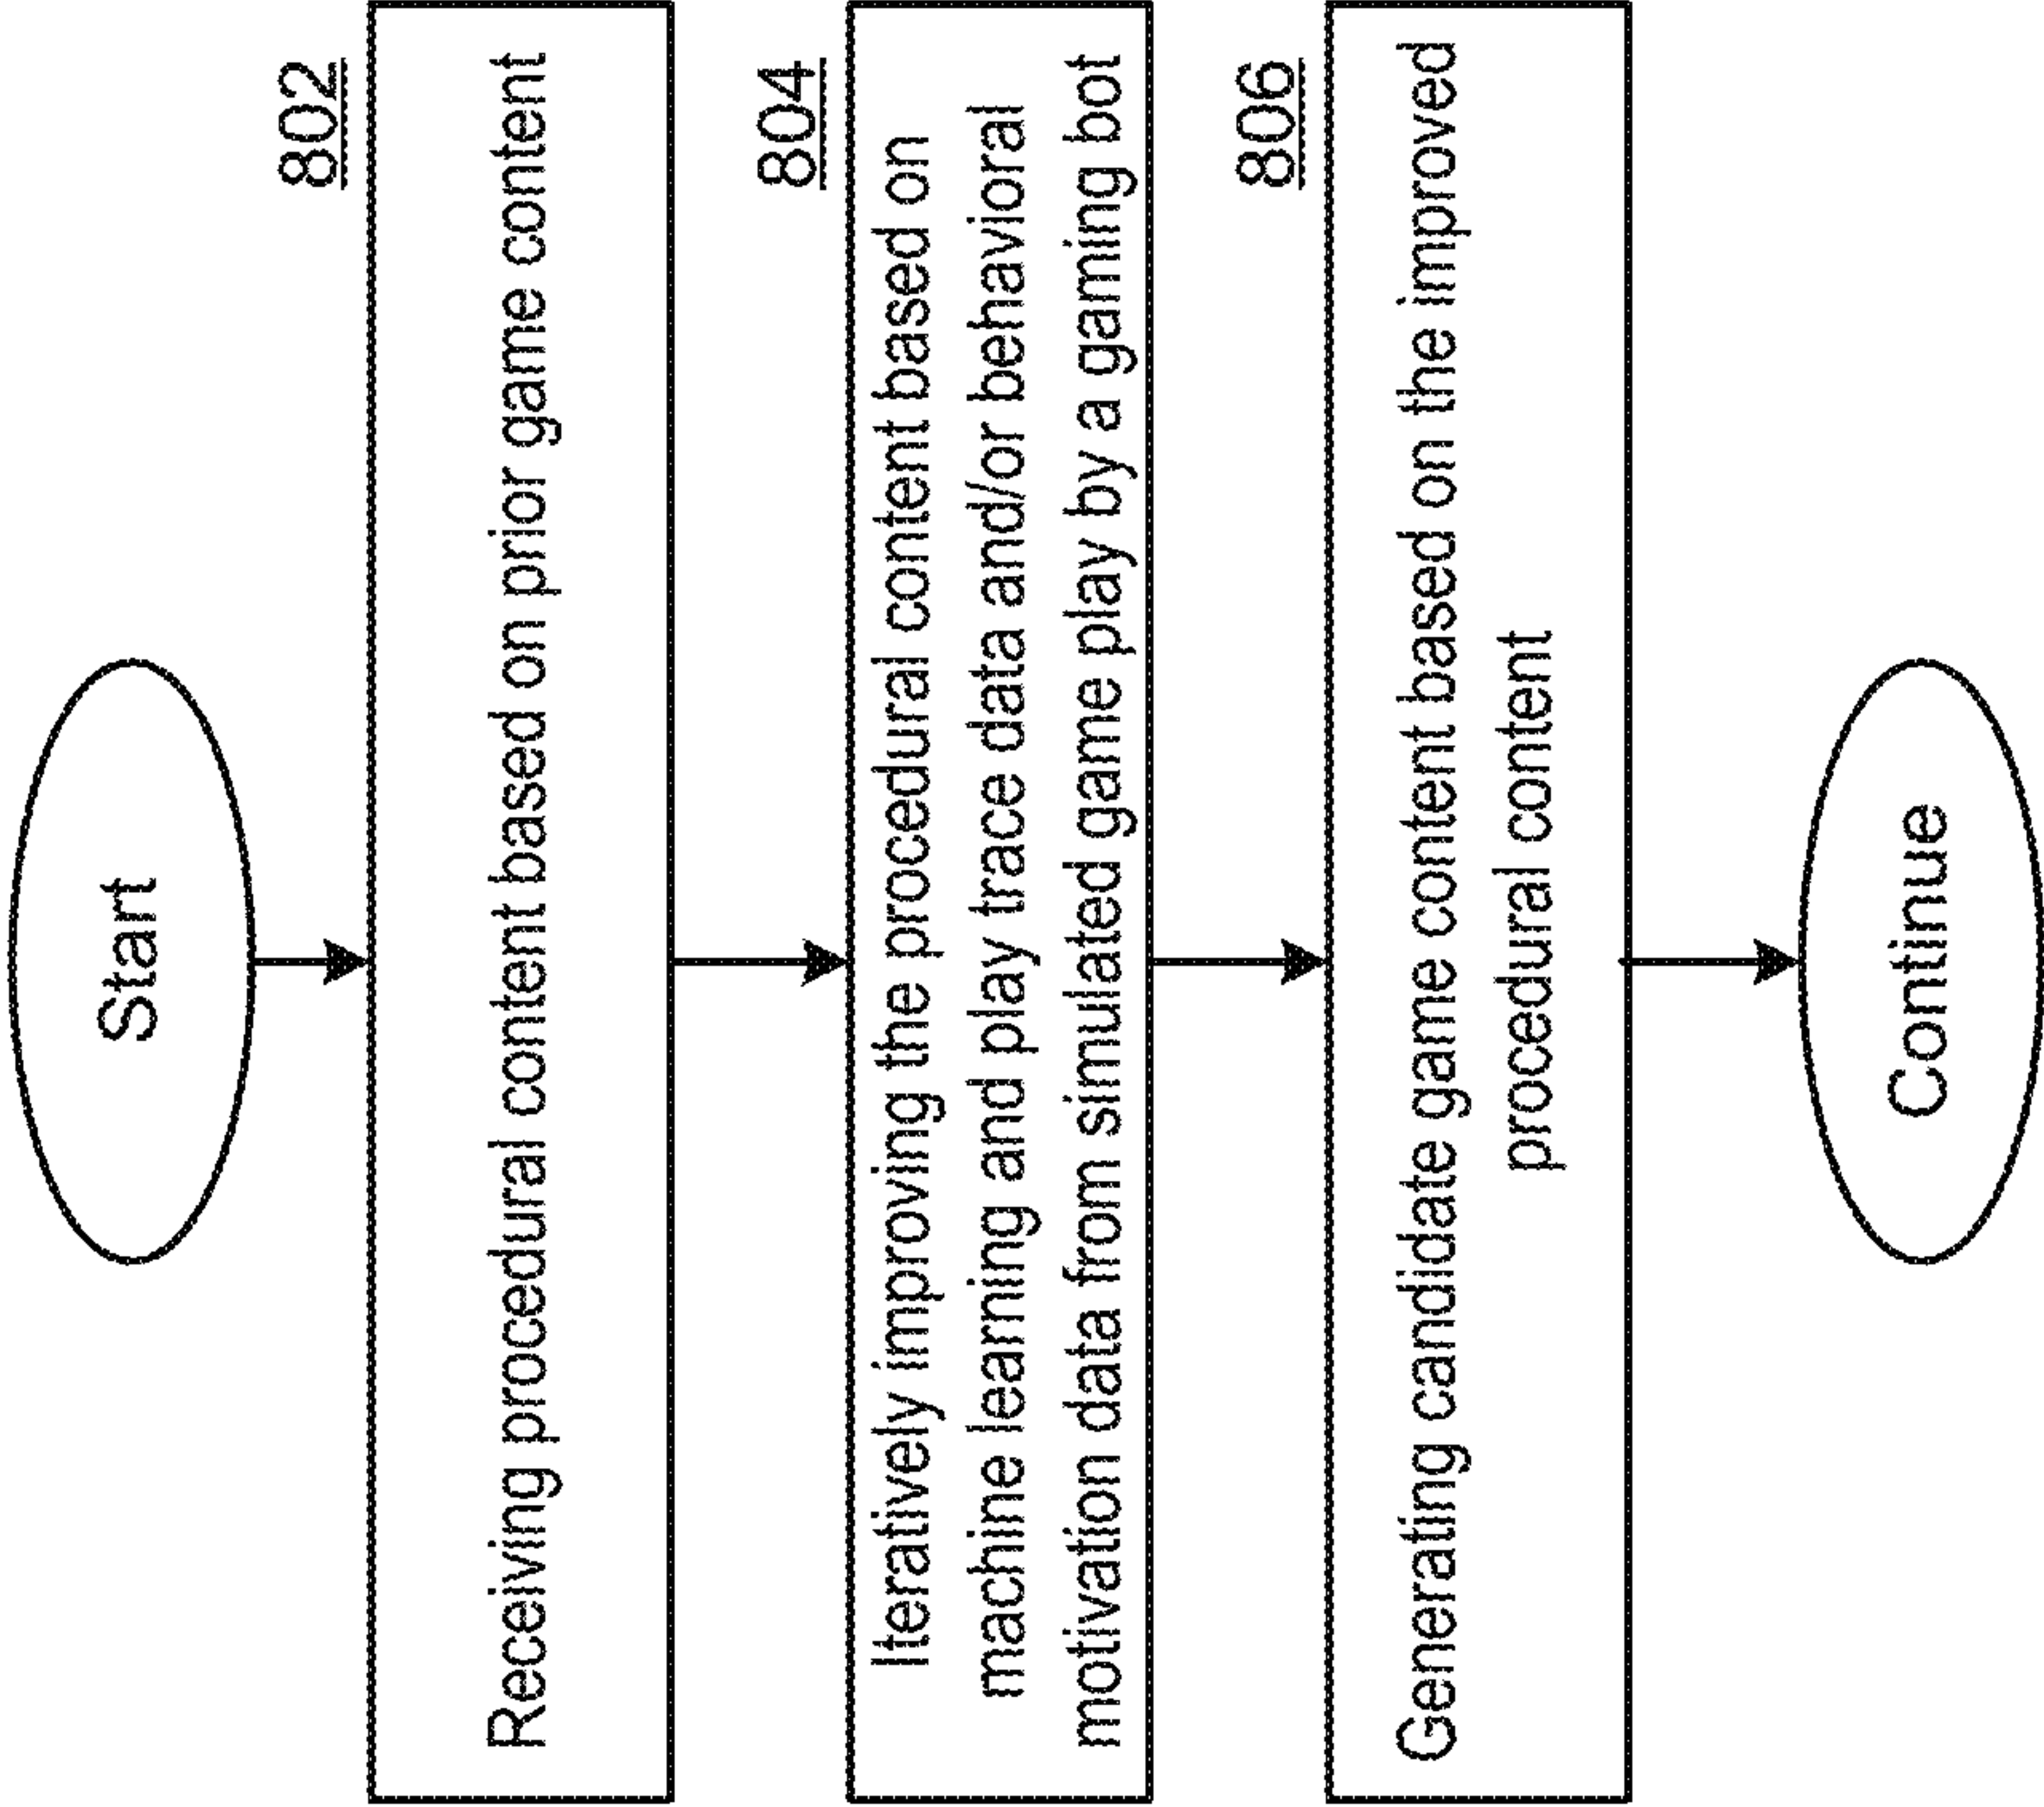 Start
802
Receiving procedural content based on prior game content
804
Iteratively improving the procedural content based on
machine learning and play trace data and/or behavioral
motivation data from simulated game play by a gaming bot
806
Generating candidate game content based on the improved
procedural content
Continue